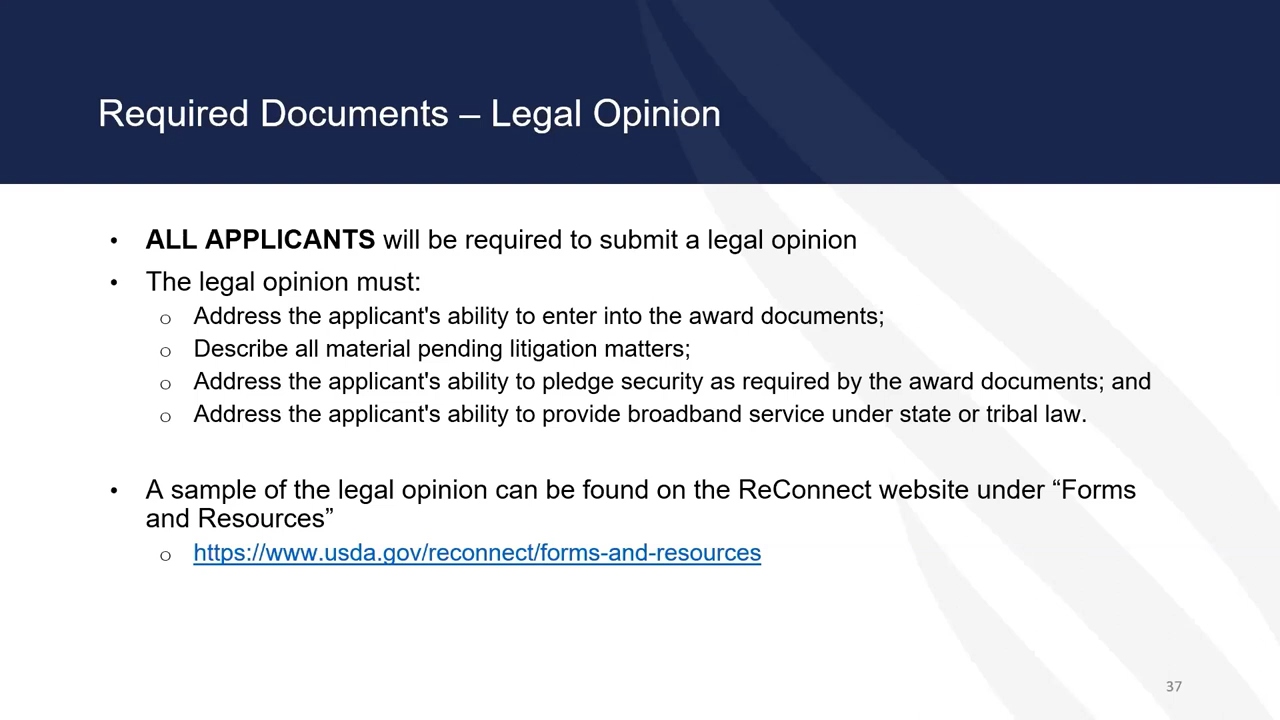 Required Documents – Legal Opinion
• ALL APPLICANTS will be required to submit a legal opinion
• The legal opinion must:
o Address the applicant's ability to enter into the award documents;
o Describe all material pending litigation matters;
o Address the applicant's ability to pledge security as required by the award documents; and
o Address the applicant's ability to provide broadband service under state or tribal law.
• A sample of the legal opinion can be found on the ReConnect website under “Forms
and Resources”
o https://www.usda.gov/reconnect/forms-and-resources
37